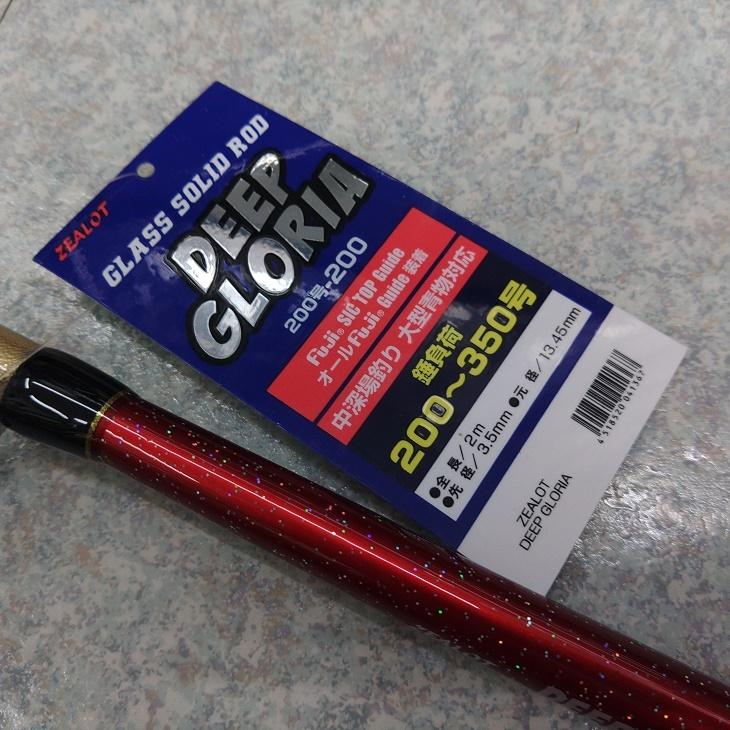 ZEALOT
GLASS SOLID ROD
DEEP
GLORIA
200号-200
Fuji® SiC TOP Guide
オールFuji® Guide 装着
中深場釣り 大型青物対応
錘負荷
200〜350号
●全 長/2m
●先 径/3.5mm ●元 径/13.45mm
4518520041367
ZEALOT
DEEP GLORIA
DEEP